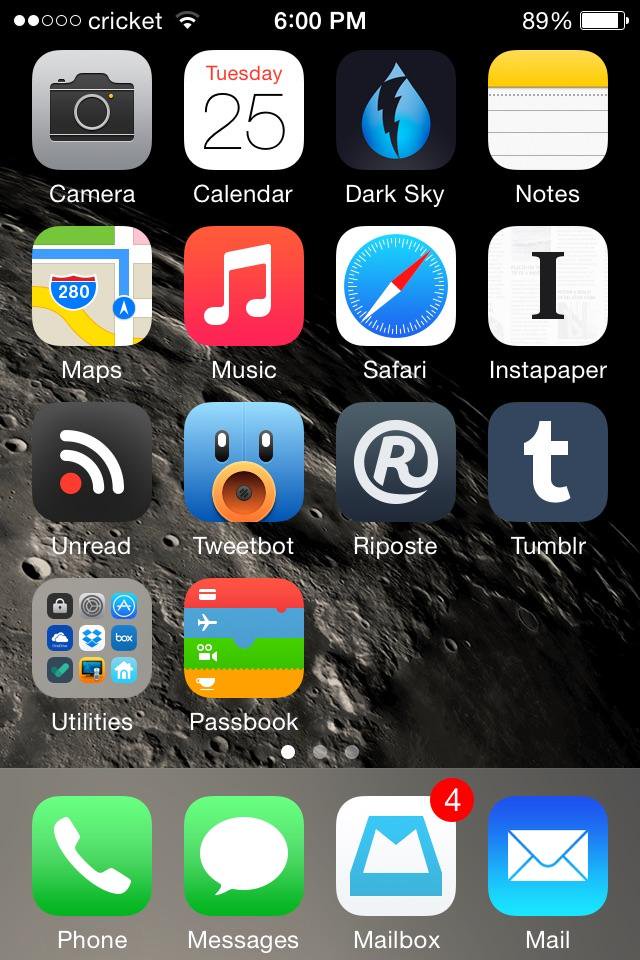 cricket 6:00 PM 89%
Tuesday
25
Camera Calendar Dark Sky Notes
280
I
Maps Music Safari Instapaper
R t
Unread Tweetbot Riposte Tumblr
OneDrive box
Utilities Passbook
4
Phone Messages Mailbox Mail